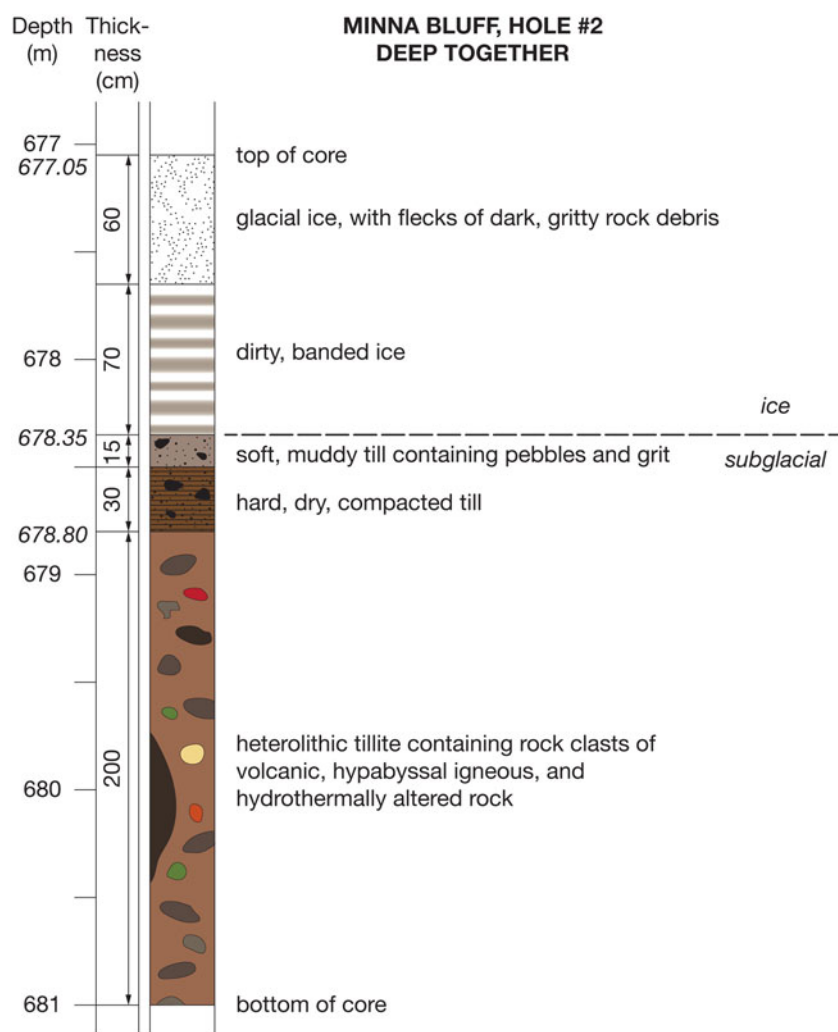 Depth (m)
Thick-
ness
(cm)
MINNA BLUFF, HOLE #2
DEEP TOGETHER
677
677.05
top of core
60
glacial ice, with flecks of dark, gritty rock debris
678
70
dirty, banded ice
ice
678.35
15
soft, muddy till containing pebbles and grit
subglacial
30
hard, dry, compacted till
678.80
679
200
heterolithic tillite containing rock clasts of
volcanic, hypabyssal igneous, and
hydrothermally altered rock
680
681
bottom of core